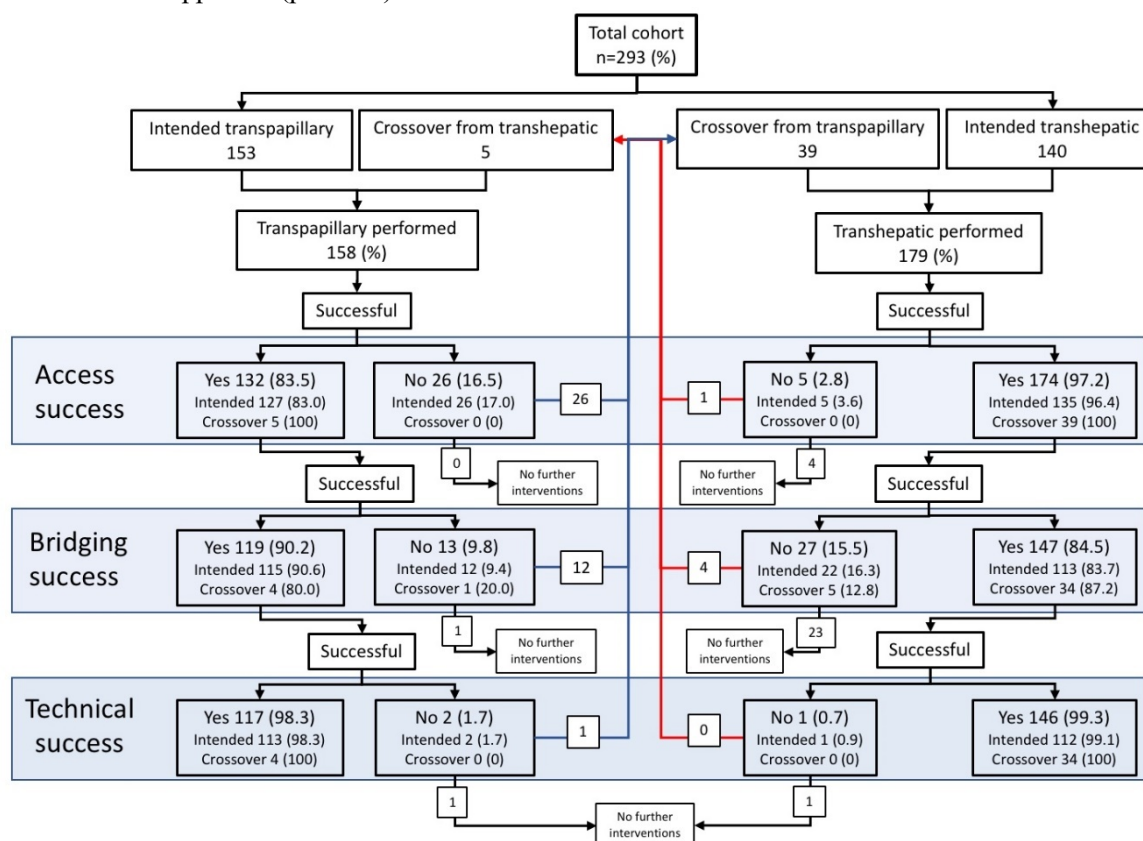 Total cohort
n=293 (%)
Intended transpapillary
153
Crossover from transhepatic
5
Crossover from transpapillary
39
Intended transhepatic
140
Transpapillary performed
158 (%)
Transhepatic performed
179 (%)
Successful
Successful
Access
success
Yes 132 (83.5)
Intended 127 (83.0)
Crossover 5 (100)
No 26 (16.5)
Intended 26 (17.0)
Crossover 0 (0)
26
1
No 5 (2.8)
Intended 5 (3.6)
Crossover 0 (0)
Yes 174 (97.2)
Intended 135 (96.4)
Crossover 39 (100)
0
No further
interventions
No further
interventions
4
Successful
Successful
Bridging
success
Yes 119 (90.2)
Intended 115 (90.6)
Crossover 4 (80.0)
No 13 (9.8)
Intended 12 (9.4)
Crossover 1 (20.0)
12
4
No 27 (15.5)
Intended 22 (16.3)
Crossover 5 (12.8)
Yes 147 (84.5)
Intended 113 (83.7)
Crossover 34 (87.2)
1
No further
interventions
No further
interventions
23
Successful
Successful
Technical
success
Yes 117 (98.3)
Intended 113 (98.3)
Crossover 4 (100)
No 2 (1.7)
Intended 2 (1.7)
Crossover 0 (0)
1
0
No 1 (0.7)
Intended 1 (0.9)
Crossover 0 (0)
Yes 146 (99.3)
Intended 112 (99.1)
Crossover 34 (100)
1
No further
interventions
1